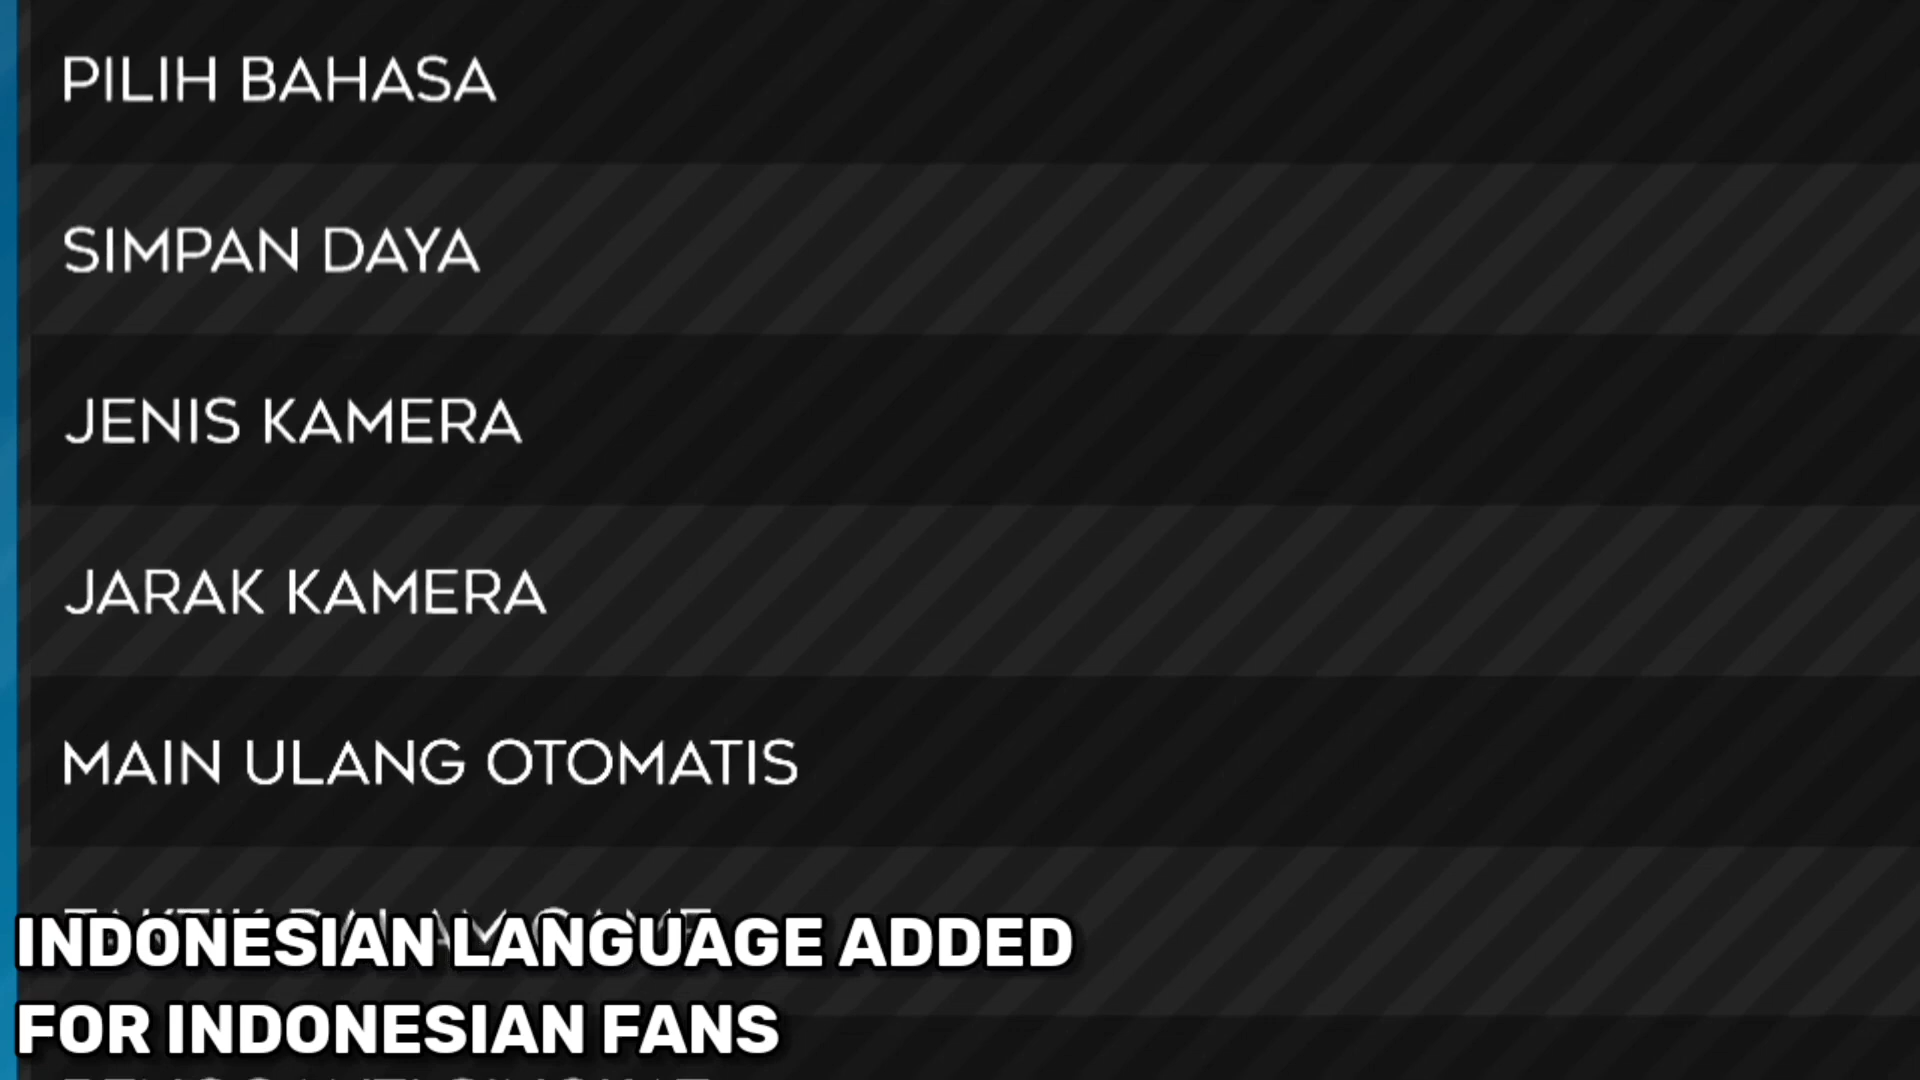 PILIH BAHASA
SIMPAN DAYA
JENIS KAMERA
JARAK KAMERA
MAIN ULANG OTOMATIS
INDONESIAN LANGUAGE ADDED
FOR INDONESIAN FANS